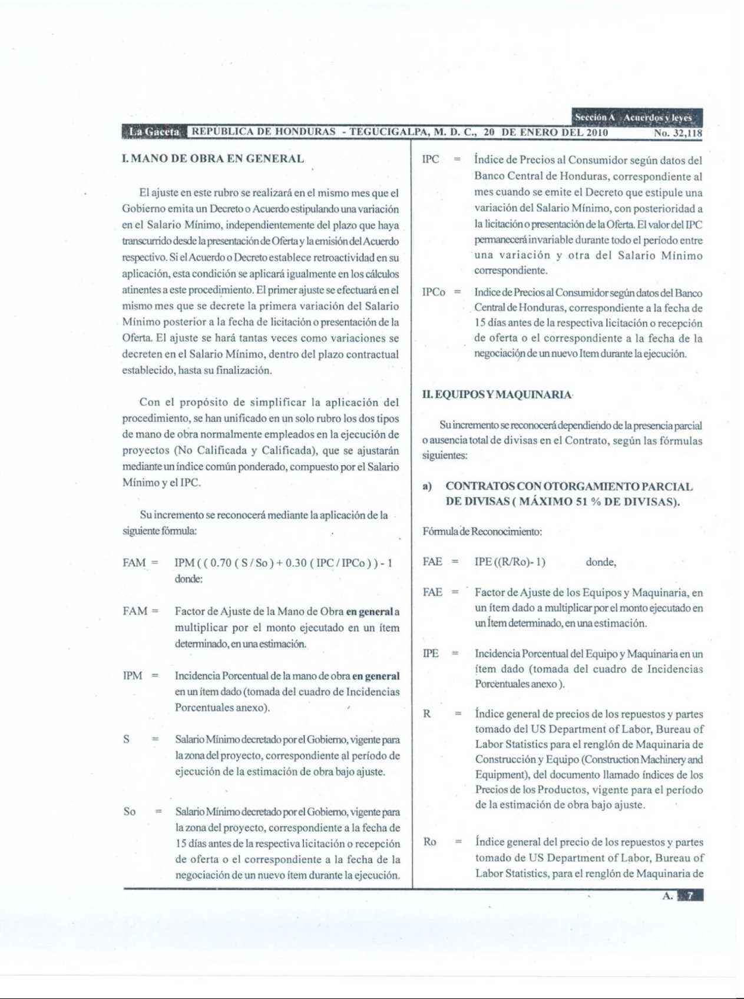 Sección A Acuerdos y leyes
La Gaceta REPÚBLICA DE HONDURAS - TEGUCIGALPA, M. D. C., 20 DE ENERO DEL 2010 No. 32,118
I. MANO DE OBRA EN GENERAL
El ajuste en este rubro se realizará en el mismo mes que el
Gobierno emita un Decreto o Acuerdo estipulando una variación
en el Salario Mínimo, independientemente del plazo que haya
transcurrido desde la presentación de Oferta y la emisión del Acuerdo
respectivo. Si el Acuerdo o Decreto establece retroactividad en su
aplicación, esta condición se aplicará igualmente en los cálculos
atinentes a este procedimiento. El primer ajuste se efectuará en el
mismo mes que se decrete la primera variación del Salario
Mínimo posterior a la fecha de licitación o presentación de la
Oferta. El ajuste se hará tantas veces como variaciones se
decreten en el Salario Mínimo, dentro del plazo contractual
establecido, hasta su finalización.
Con el propósito de simplificar la aplicación del
procedimiento, se han unificado en un solo rubro los dos tipos
de mano de obra normalmente empleados en la ejecución de
proyectos (No Calificada y Calificada), que se ajustarán
mediante un índice común ponderado, compuesto por el Salario
Mínimo y el IPC.
Su incremento se reconocerá mediante la aplicación de la
siguiente fórmula:
FAM = IPM ( ( 0.70 ( S / So ) + 0.30 ( IPC / IPCo ) ) - 1
donde:
FAM = Factor de Ajuste de la Mano de Obra en general a
multiplicar por el monto ejecutado en un ítem
determinado, en una estimación.
IPM = Incidencia Porcentual de la mano de obra en general
en un ítem dado (tomada del cuadro de Incidencias
Porcentuales anexo).
S = Salario Mínimo decretado por el Gobierno, vigente para
la zona del proyecto, correspondiente al período de
ejecución de la estimación de obra bajo ajuste.
So = Salario Mínimo decretado por el Gobierno, vigente para
la zona del proyecto, correspondiente a la fecha de
15 días antes de la respectiva licitación o recepción
de oferta o el correspondiente a la fecha de la
negociación de un nuevo ítem durante la ejecución.
IPC = Índice de Precios al Consumidor según datos del
Banco Central de Honduras, correspondiente al
mes cuando se emite el Decreto que estipule una
variación del Salario Mínimo, con posterioridad a
la licitación o presentación de la Oferta. El valor del IPC
permanecerá invariable durante todo el período entre
una variación y otra del Salario Mínimo
correspondiente.
IPCo = Indice de Precios al Consumidor según datos del Banco
Central de Honduras, correspondiente a la fecha de
15 días antes de la respectiva licitación o recepción
de oferta o el correspondiente a la fecha de la
negociación de un nuevo Item durante la ejecución.
II. EQUIPOS Y MAQUINARIA
Su incremento se reconocerá dependiendo de la presencia parcial
o ausencia total de divisas en el Contrato, según las fórmulas
siguientes:
a) CONTRATOS CON OTORGAMIENTO PARCIAL
DE DIVISAS ( MÁXIMO 51 % DE DIVISAS).
Fórmula de Reconocimiento:
FAE = IPE ((R/Ro)- 1) donde,
FAE = Factor de Ajuste de los Equipos y Maquinaria, en
un ítem dado a multiplicar por el monto ejecutado en
un Ítem determinado, en una estimación.
IPE = Incidencia Porcentual del Equipo y Maquinaria en un
ítem dado (tomada del cuadro de Incidencias
Porcentuales anexo ).
R = Índice general de precios de los repuestos y partes
tomado del US Department of Labor, Bureau of
Labor Statistics para el renglón de Maquinaria de
Construcción y Equipo (Construction Machinery and
Equipment), del documento llamado índices de los
Precios de los Productos, vigente para el período
de la estimación de obra bajo ajuste.
Ro = Índice general del precio de los repuestos y partes
tomado de US Department of Labor, Bureau of
Labor Statistics, para el renglón de Maquinaria de
A. 7